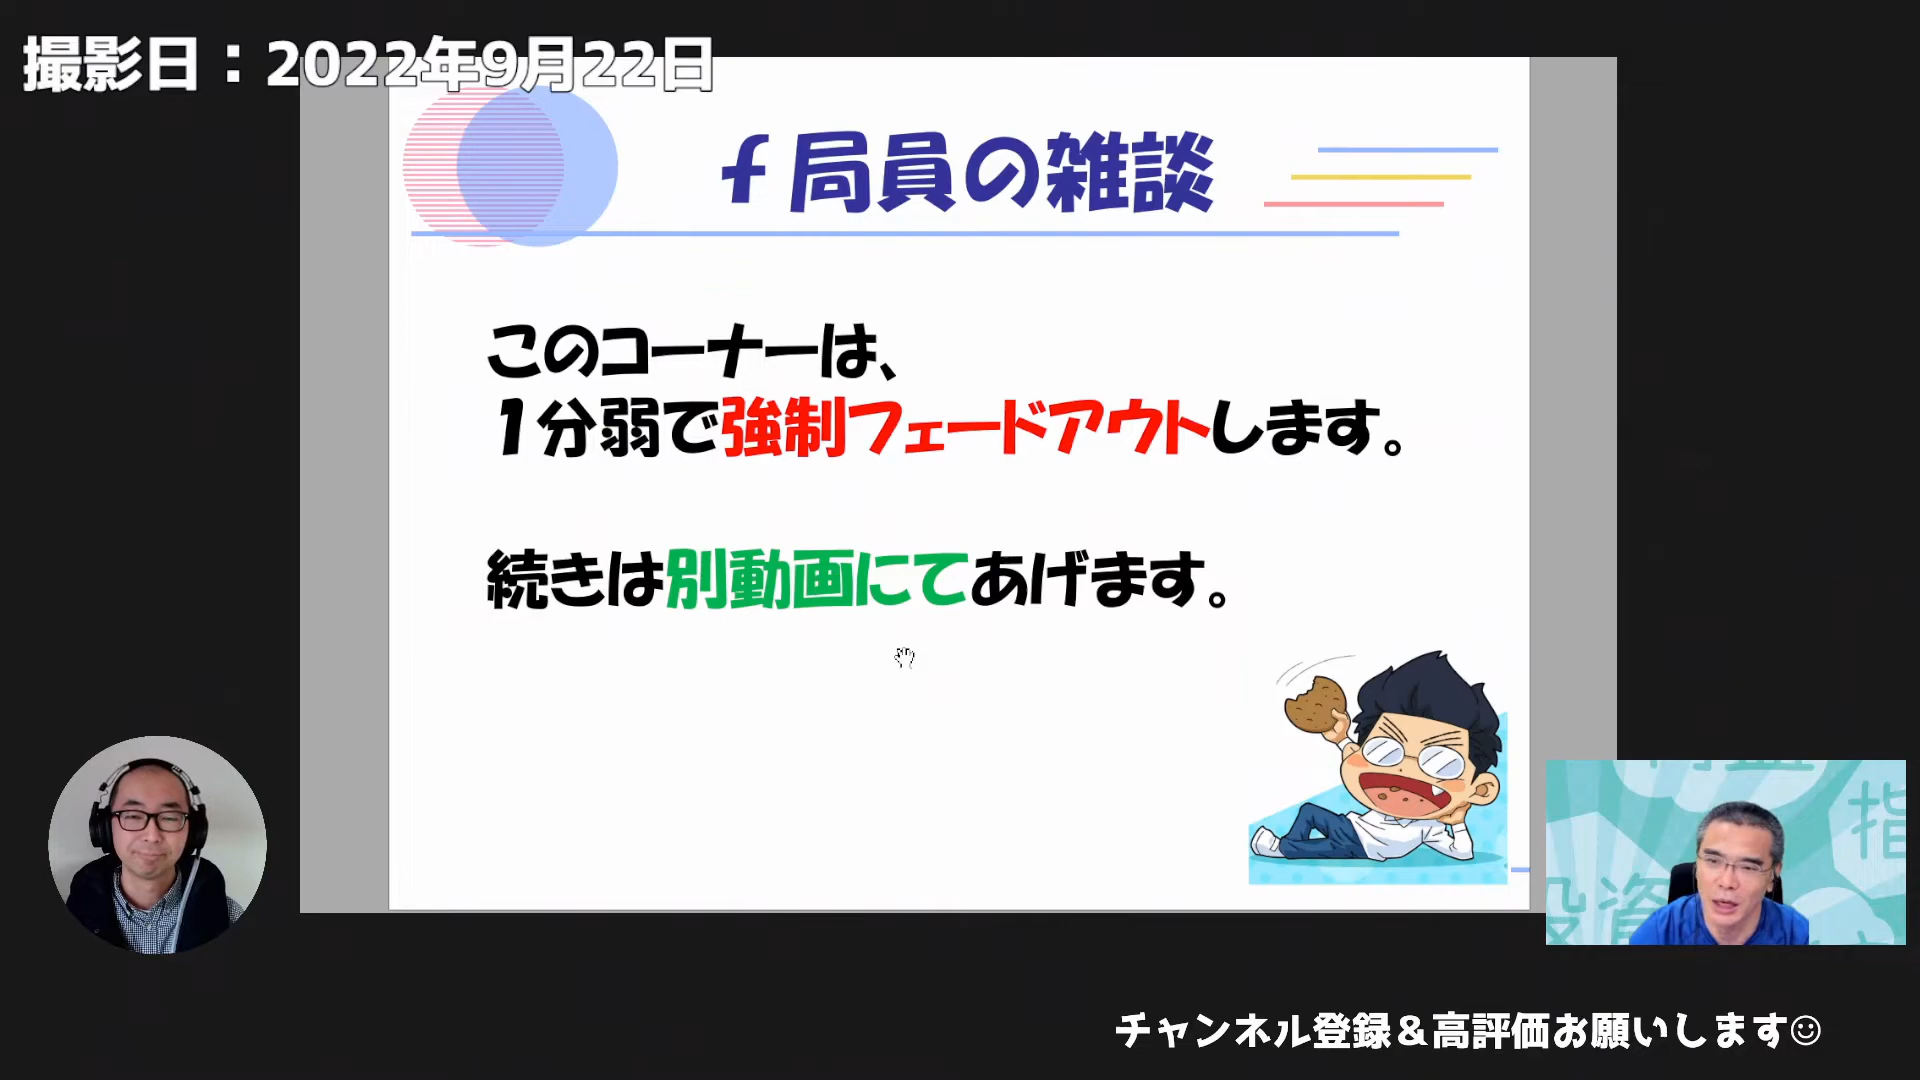 撮影日：2022年9月22日
ｆ局員の雑談
このコーナーは、
１分弱で強制フェードアウトします。
続きは別動画にてあげます。
指
投資
チャンネル登録＆高評価お願いします☺